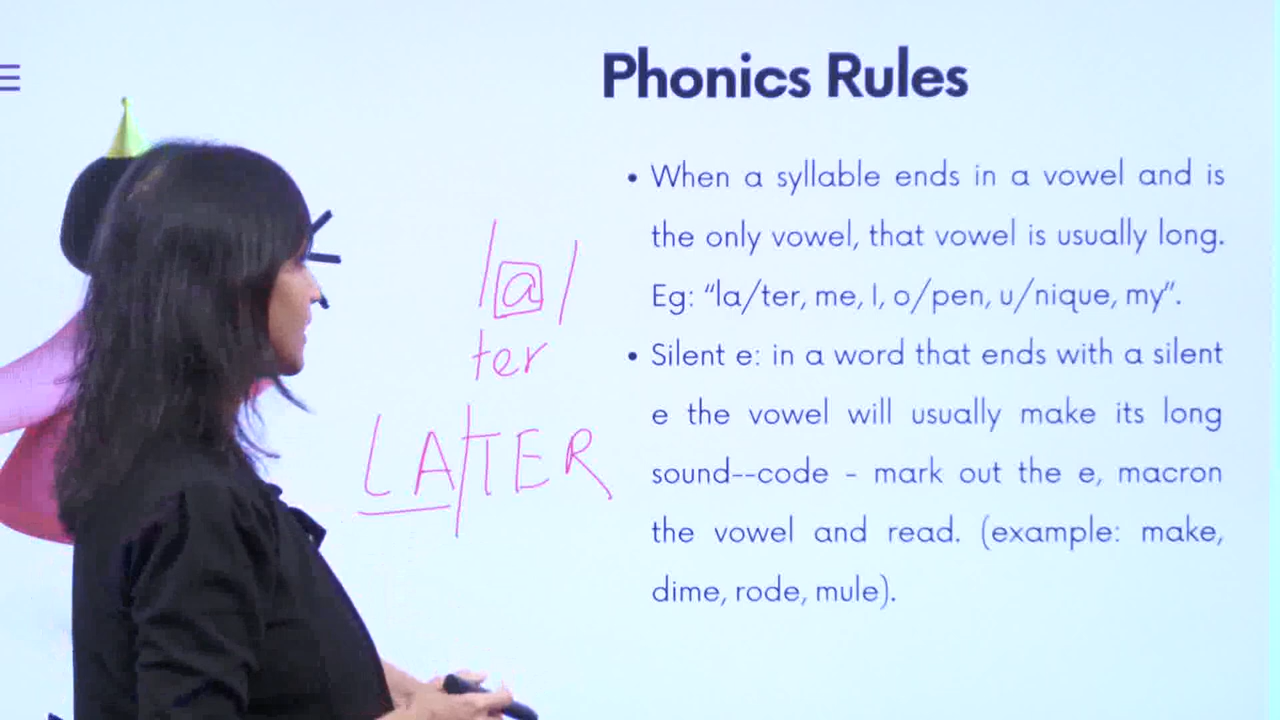 Phonics Rules
• When a syllable ends in a vowel and is
the only vowel, that vowel is usually long.
Eg: “la/ter, me, I, o/pen, u/nique, my”.
• Silent e: in a word that ends with a silent
e the vowel will usually make its long
sound--code - mark out the e, macron
the vowel and read. (example: make,
dime, rode, mule).
/a/
ter
LA/TER